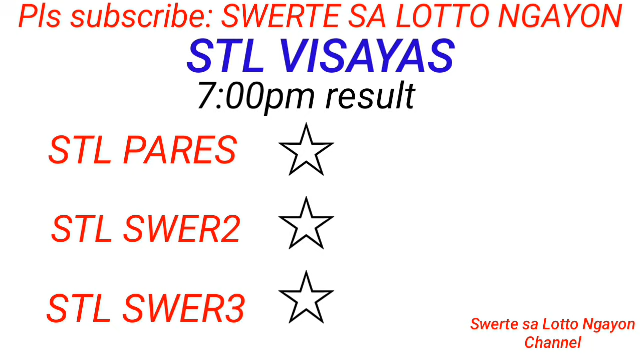 Pls subscribe: SWERTE SA LOTTO NGAYON
STL VISAYAS
7:00pm result
STL PARES
STL SWER2
STL SWER3
Swerte sa Lotto Ngayon
Channel